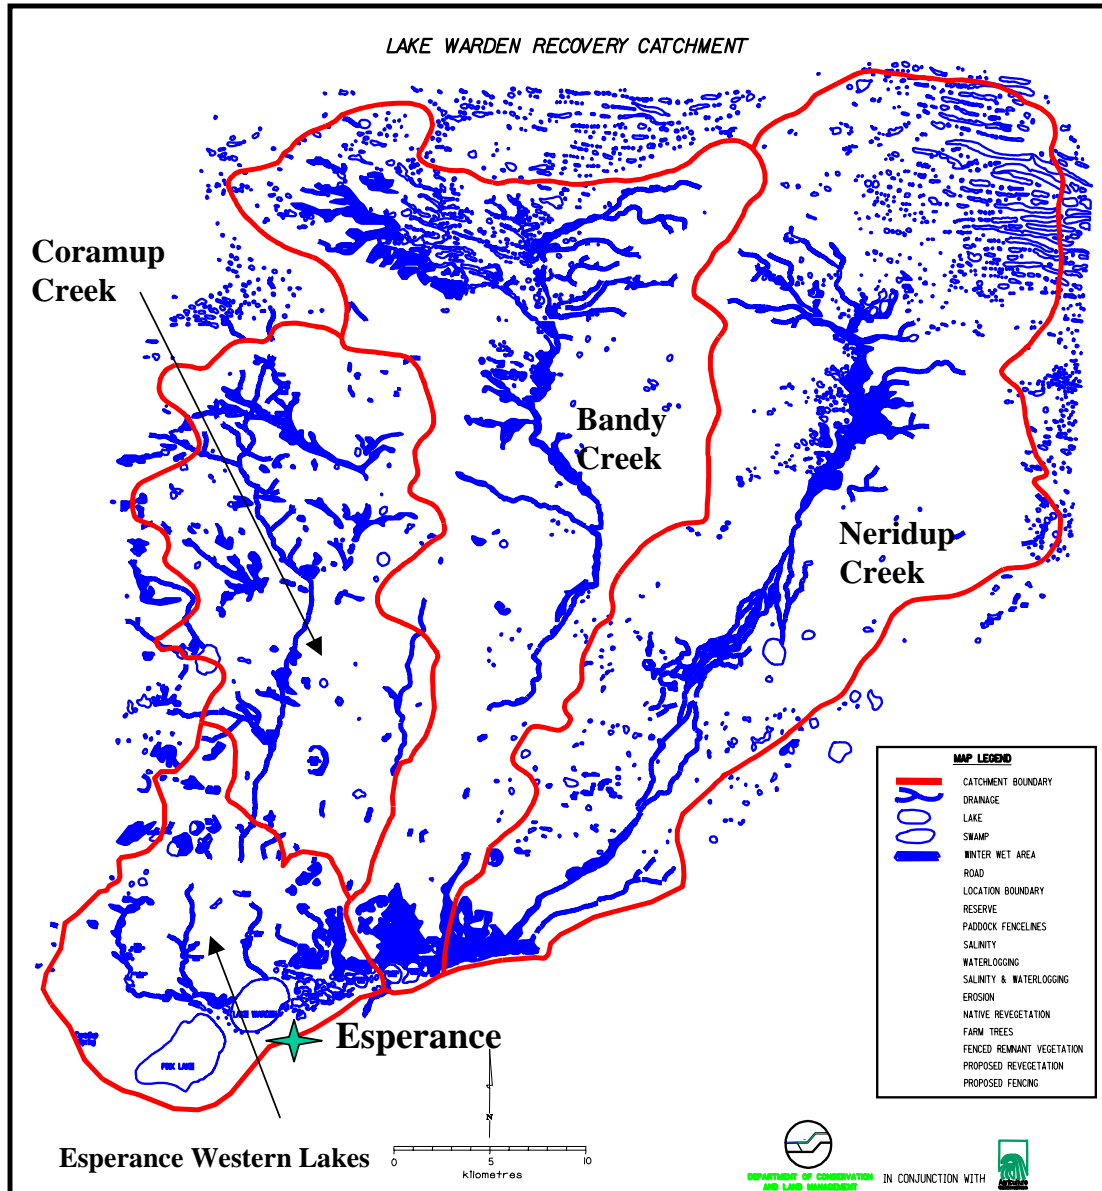 LAKE WARDEN RECOVERY CATCHMENT
Coramup
Creek
Bandy
Creek
Neridup
Creek
MAP LEGEND
CATCHMENT BOUNDARY
DRAINAGE
LAKE
SWAMP
WINTER WET AREA
ROAD
LOCATION BOUNDARY
RESERVE
PADDOCK FENCELINES
SALINITY
WATERLOGGING
SALINITY & WATERLOGGING
EROSION
NATIVE REVEGETATION
FARM TREES
FENCED REMNANT VEGETATION
PROPOSED REVEGETATION
PROPOSED FENCING
LAKE WARDEN
Esperance
PINK LAKE
N
Esperance Western Lakes
0 5 10
kilometres
DEPARTMENT OF CONSERVATION
AND LAND MANAGEMENT
IN CONJUNCTION WITH
Agriculture